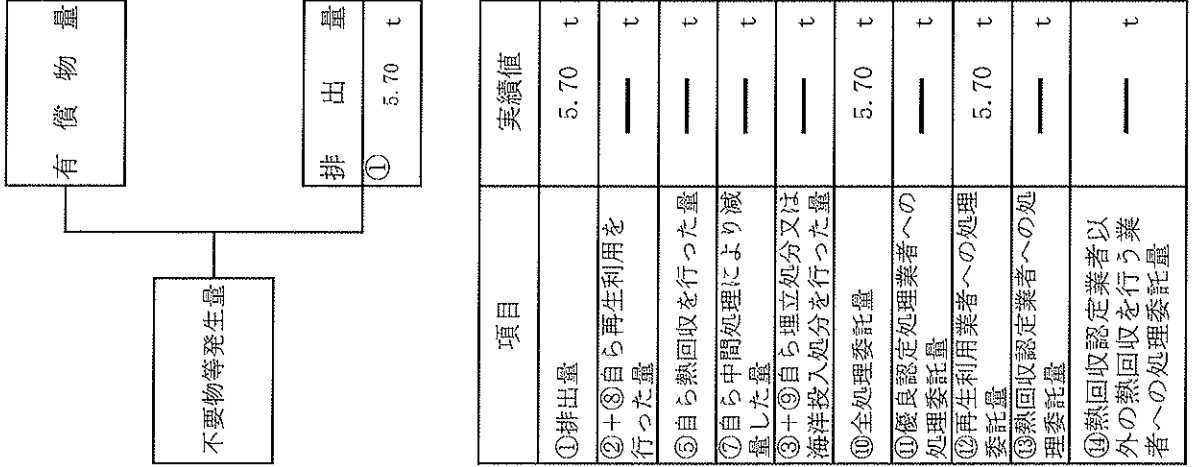 有償物量
不要物等発生量
排出量
① 5.70 t
項目 実績値
①排出量 5.70 t
②+⑧自ら再生利用を
行った量 ー t
⑤自ら熱回収を行った量 ー t
⑦自ら中間処理により減
量した量 ー t
③+⑨自ら埋立処分又は
海洋投入処分を行った量 ー t
⑩全処理委託量 5.70 t
⑪優良認定処理業者への
処理委託量 ー t
⑫再生利用業者への処理
委託量 5.70 t
⑬熱回収認定業者への処
理委託量 ー t
⑭熱回収認定業者以
外の熱回収を行う業
者への処理委託量 ー t